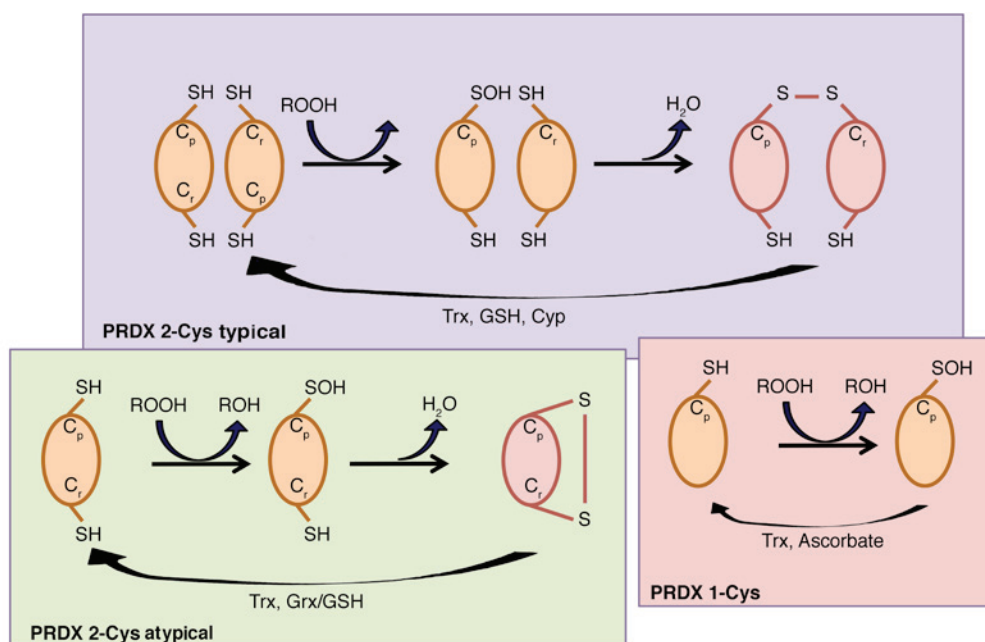 SH SH SOH SH S S
ROOH H₂O
Cp Cr Cp Cr Cp Cr
Cr Cp
SH SH SH SH SH SH
Trx, GSH, Cyp
PRDX 2-Cys typical
SH SOH S
ROOH ROH H₂O
Cp Cp Cp
Cr Cr Cr
SH SH S
Trx, Grx/GSH
PRDX 2-Cys atypical
SH SOH
ROOH ROH
Cp Cp
Trx, Ascorbate
PRDX 1-Cys